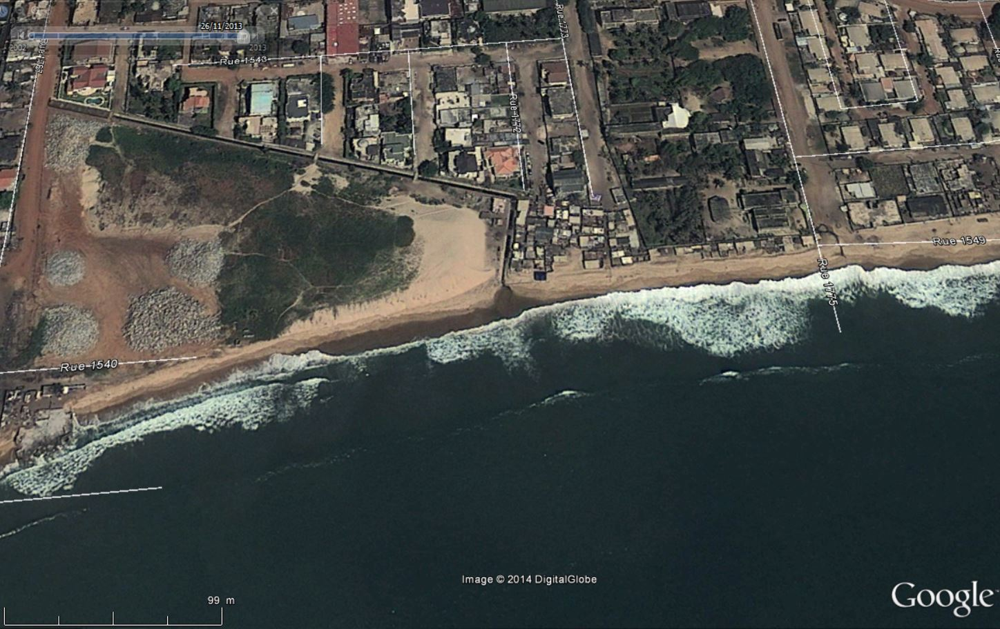 26/11/2013
2002
2013
Rue 1773
Rue 1543
Rue 1772
Rue 1549
Rue 1775
Rue 1540
Image © 2014 DigitalGlobe
99 m
Google